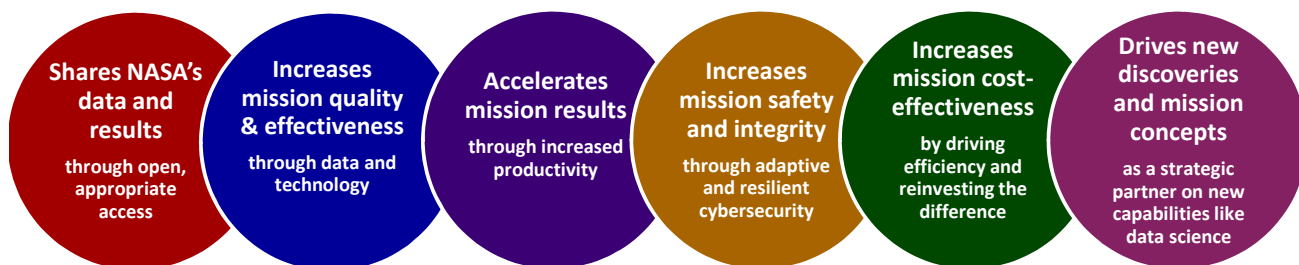 Shares NASA's
data and
results
through open,
appropriate
access
Increases
mission quality
& effectiveness
through data and
technology
Accelerates
mission results
through increased
productivity
Increases
mission safety
and integrity
through adaptive
and resilient
cybersecurity
Increases
mission cost-
effectiveness
by driving
efficiency and
reinvesting the
difference
Drives new
discoveries
and mission
concepts
as a strategic
partner on new
capabilities like
data science